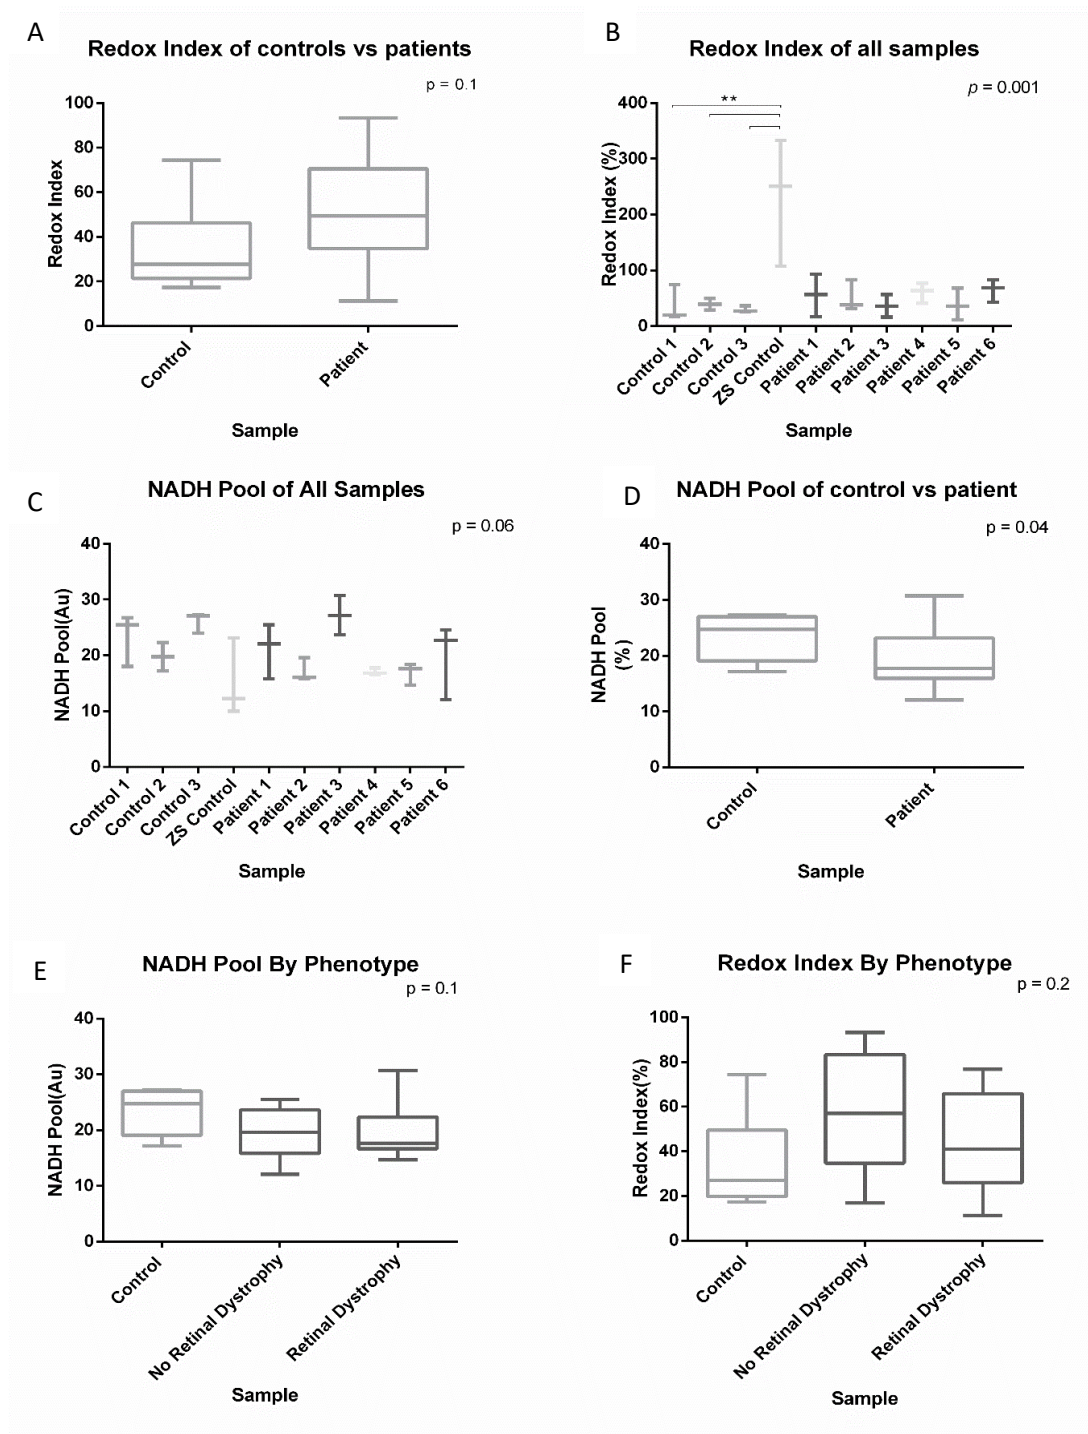 A
Redox Index of controls vs patients
p = 0.1
Redox Index
100
80
60
40
20
0
Control
Patient
Sample
B
Redox Index of all samples
p = 0.001
**
Redox Index (%)
400
300
200
100
0
Control 1
Control 2
Control 3
ZS Control
Patient 1
Patient 2
Patient 3
Patient 4
Patient 5
Patient 6
Sample
C
NADH Pool of All Samples
p = 0.06
NADH Pool(Au)
40
30
20
10
0
Control 1
Control 2
Control 3
ZS Control
Patient 1
Patient 2
Patient 3
Patient 4
Patient 5
Patient 6
Sample
D
NADH Pool of control vs patient
p = 0.04
NADH Pool
(%)
40
30
20
10
0
Control
Patient
Sample
E
NADH Pool By Phenotype
p = 0.1
NADH Pool(Au)
40
30
20
10
0
Control
No Retinal Dystrophy
Retinal Dystrophy
Sample
F
Redox Index By Phenotype
p = 0.2
Redox Index(%)
100
80
60
40
20
0
Control
No Retinal Dystrophy
Retinal Dystrophy
Sample